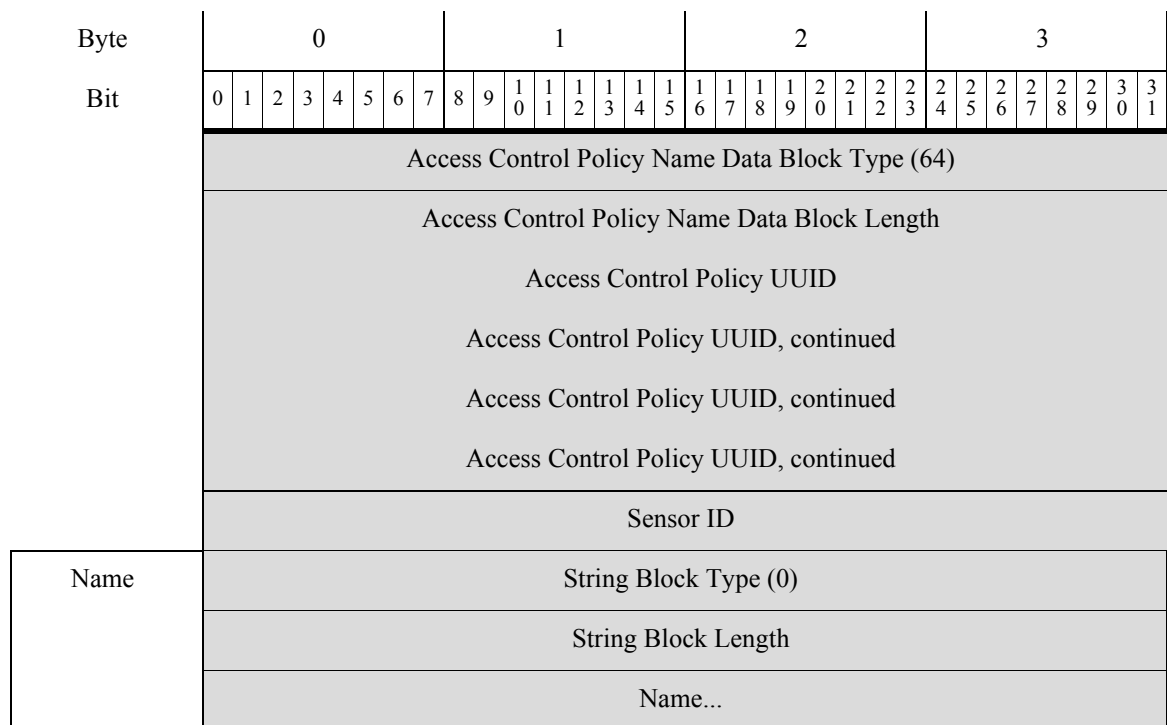 Byte 0 1 2 3
Bit 0 1 2 3 4 5 6 7 8 9 10 11 12 13 14 15 16 17 18 19 20 21 22 23 24 25 26 27 28 29 30 31
Access Control Policy Name Data Block Type (64)
Access Control Policy Name Data Block Length
Access Control Policy UUID
Access Control Policy UUID, continued
Access Control Policy UUID, continued
Access Control Policy UUID, continued
Sensor ID
Name String Block Type (0)
String Block Length
Name...